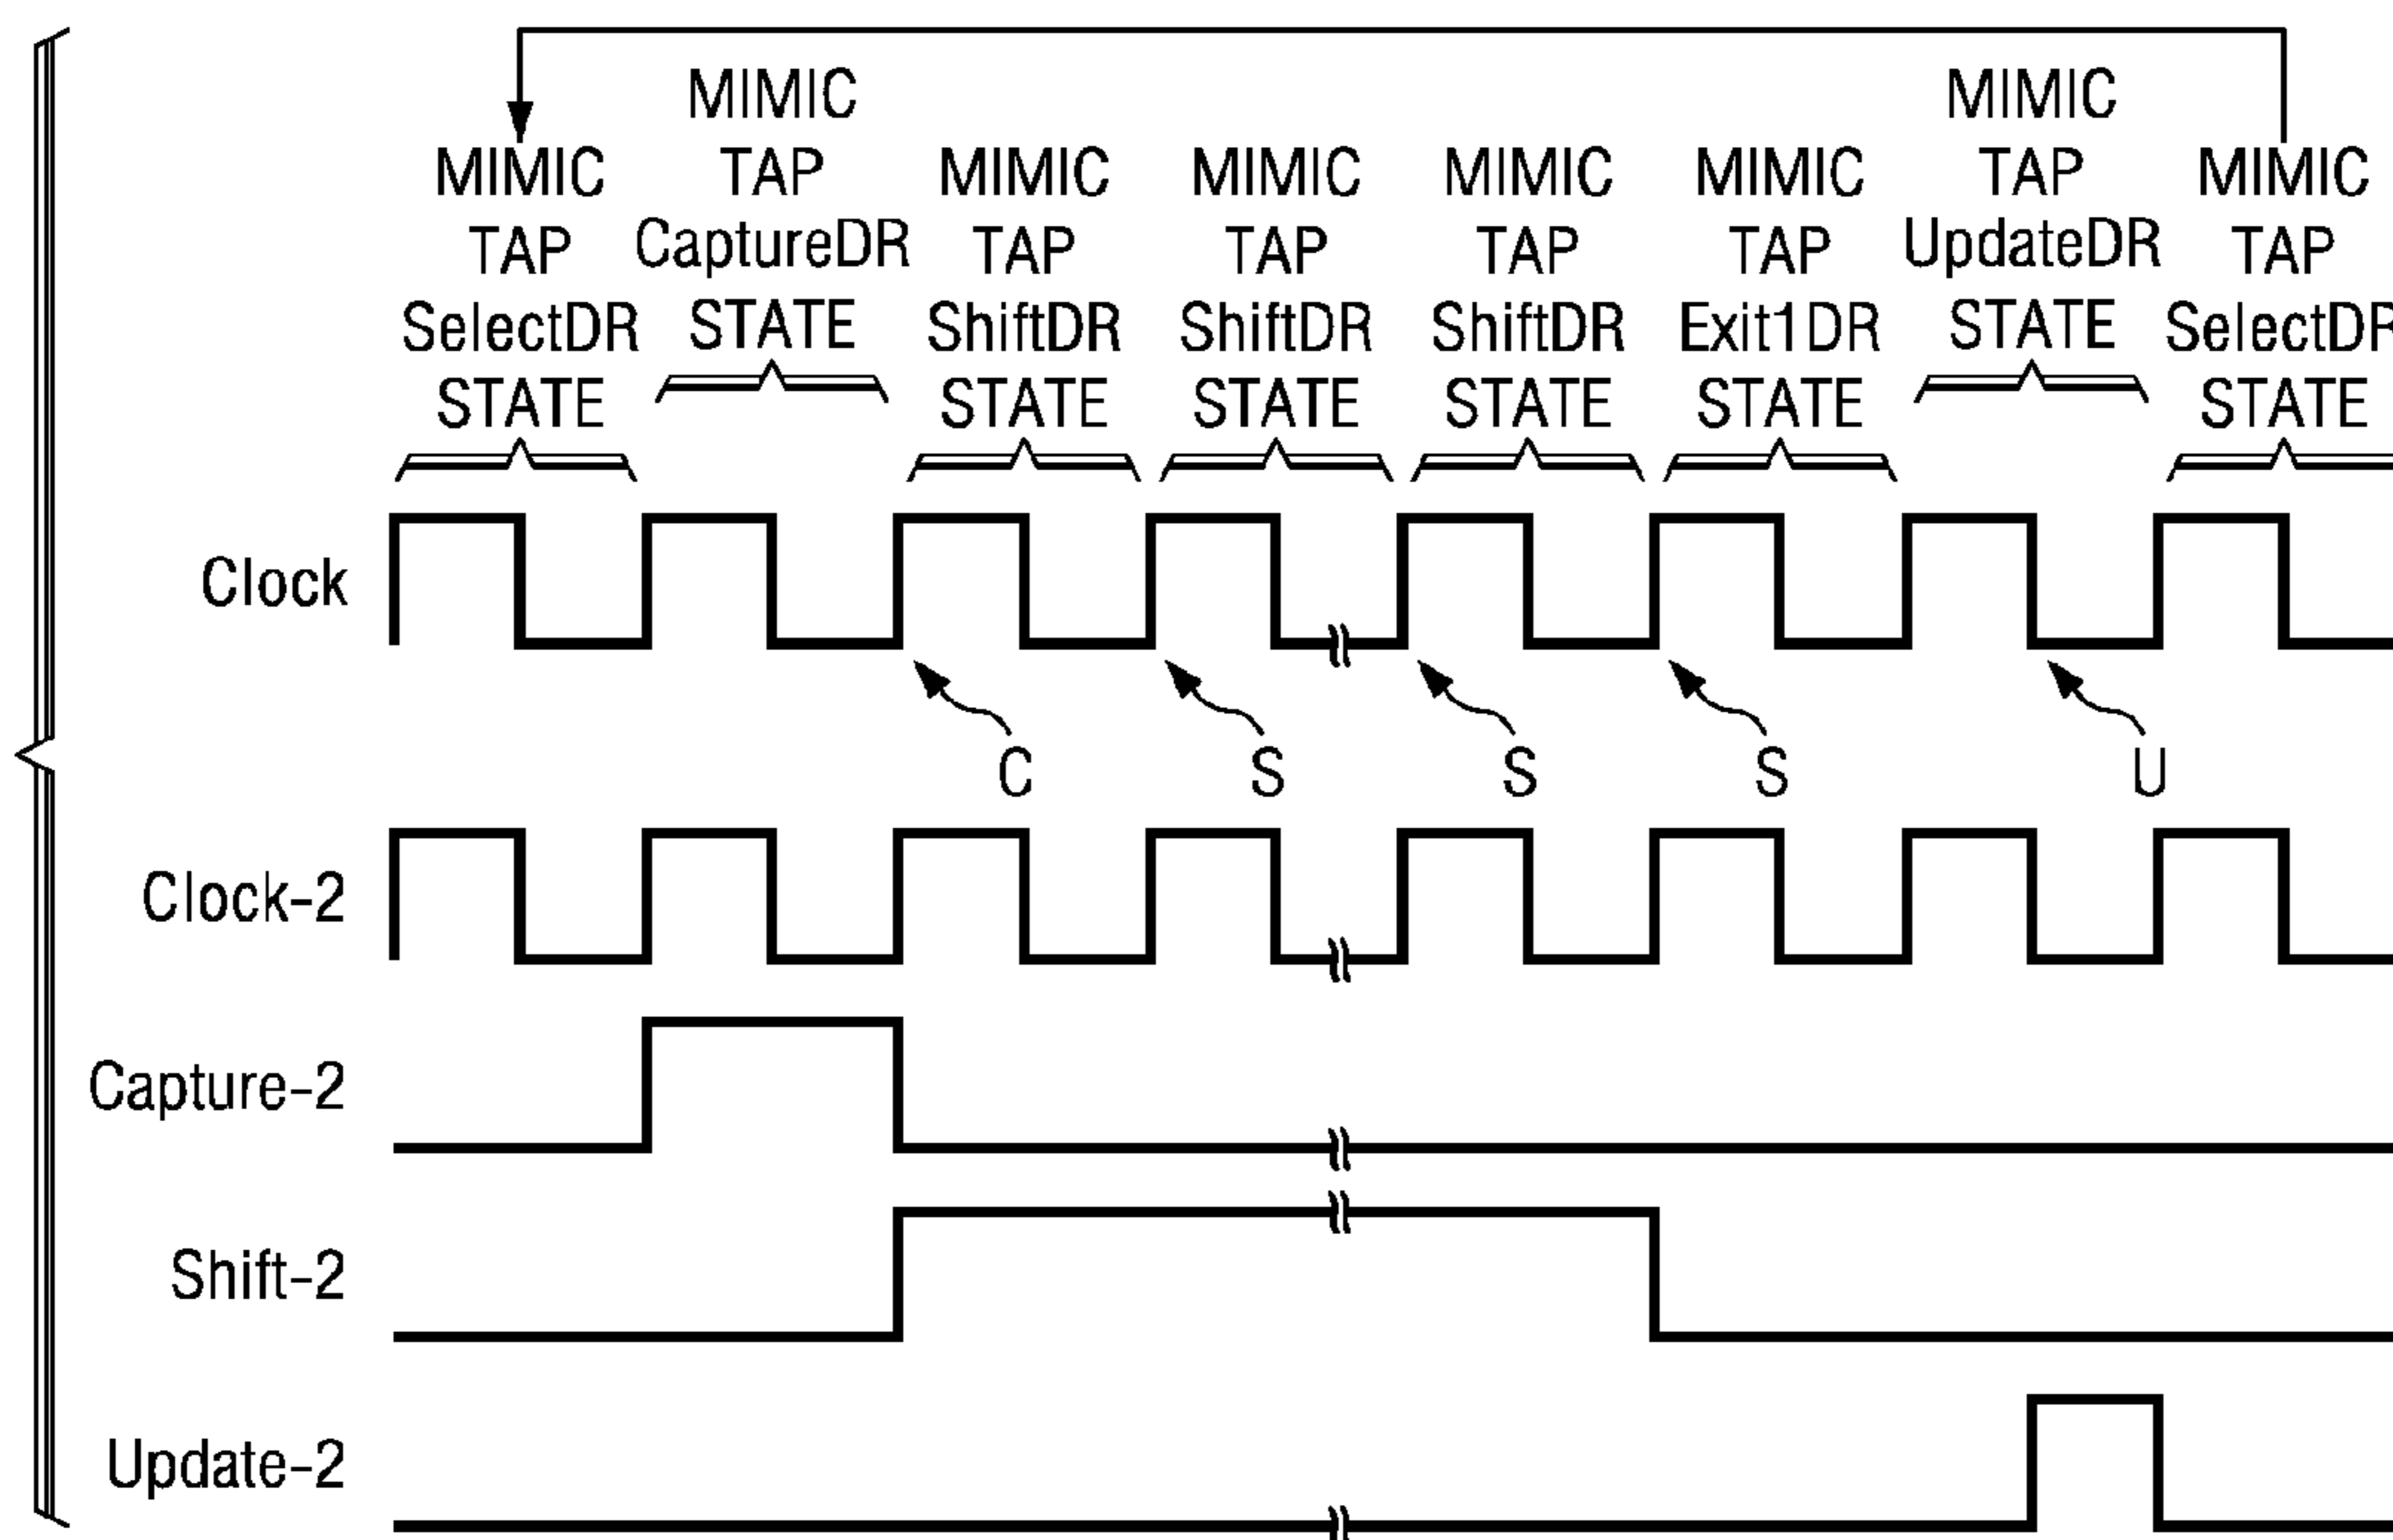 MIMIC
TAP
SelectDR
STATE
MIMIC
TAP
CaptureDR
STATE
MIMIC
TAP
ShiftDR
STATE
MIMIC
TAP
ShiftDR
STATE
MIMIC
TAP
ShiftDR
STATE
MIMIC
TAP
Exit1DR
STATE
MIMIC
TAP
UpdateDR
STATE
MIMIC
TAP
SelectDR
STATE
Clock
C
S
S
S
U
Clock-2
Capture-2
Shift-2
Update-2